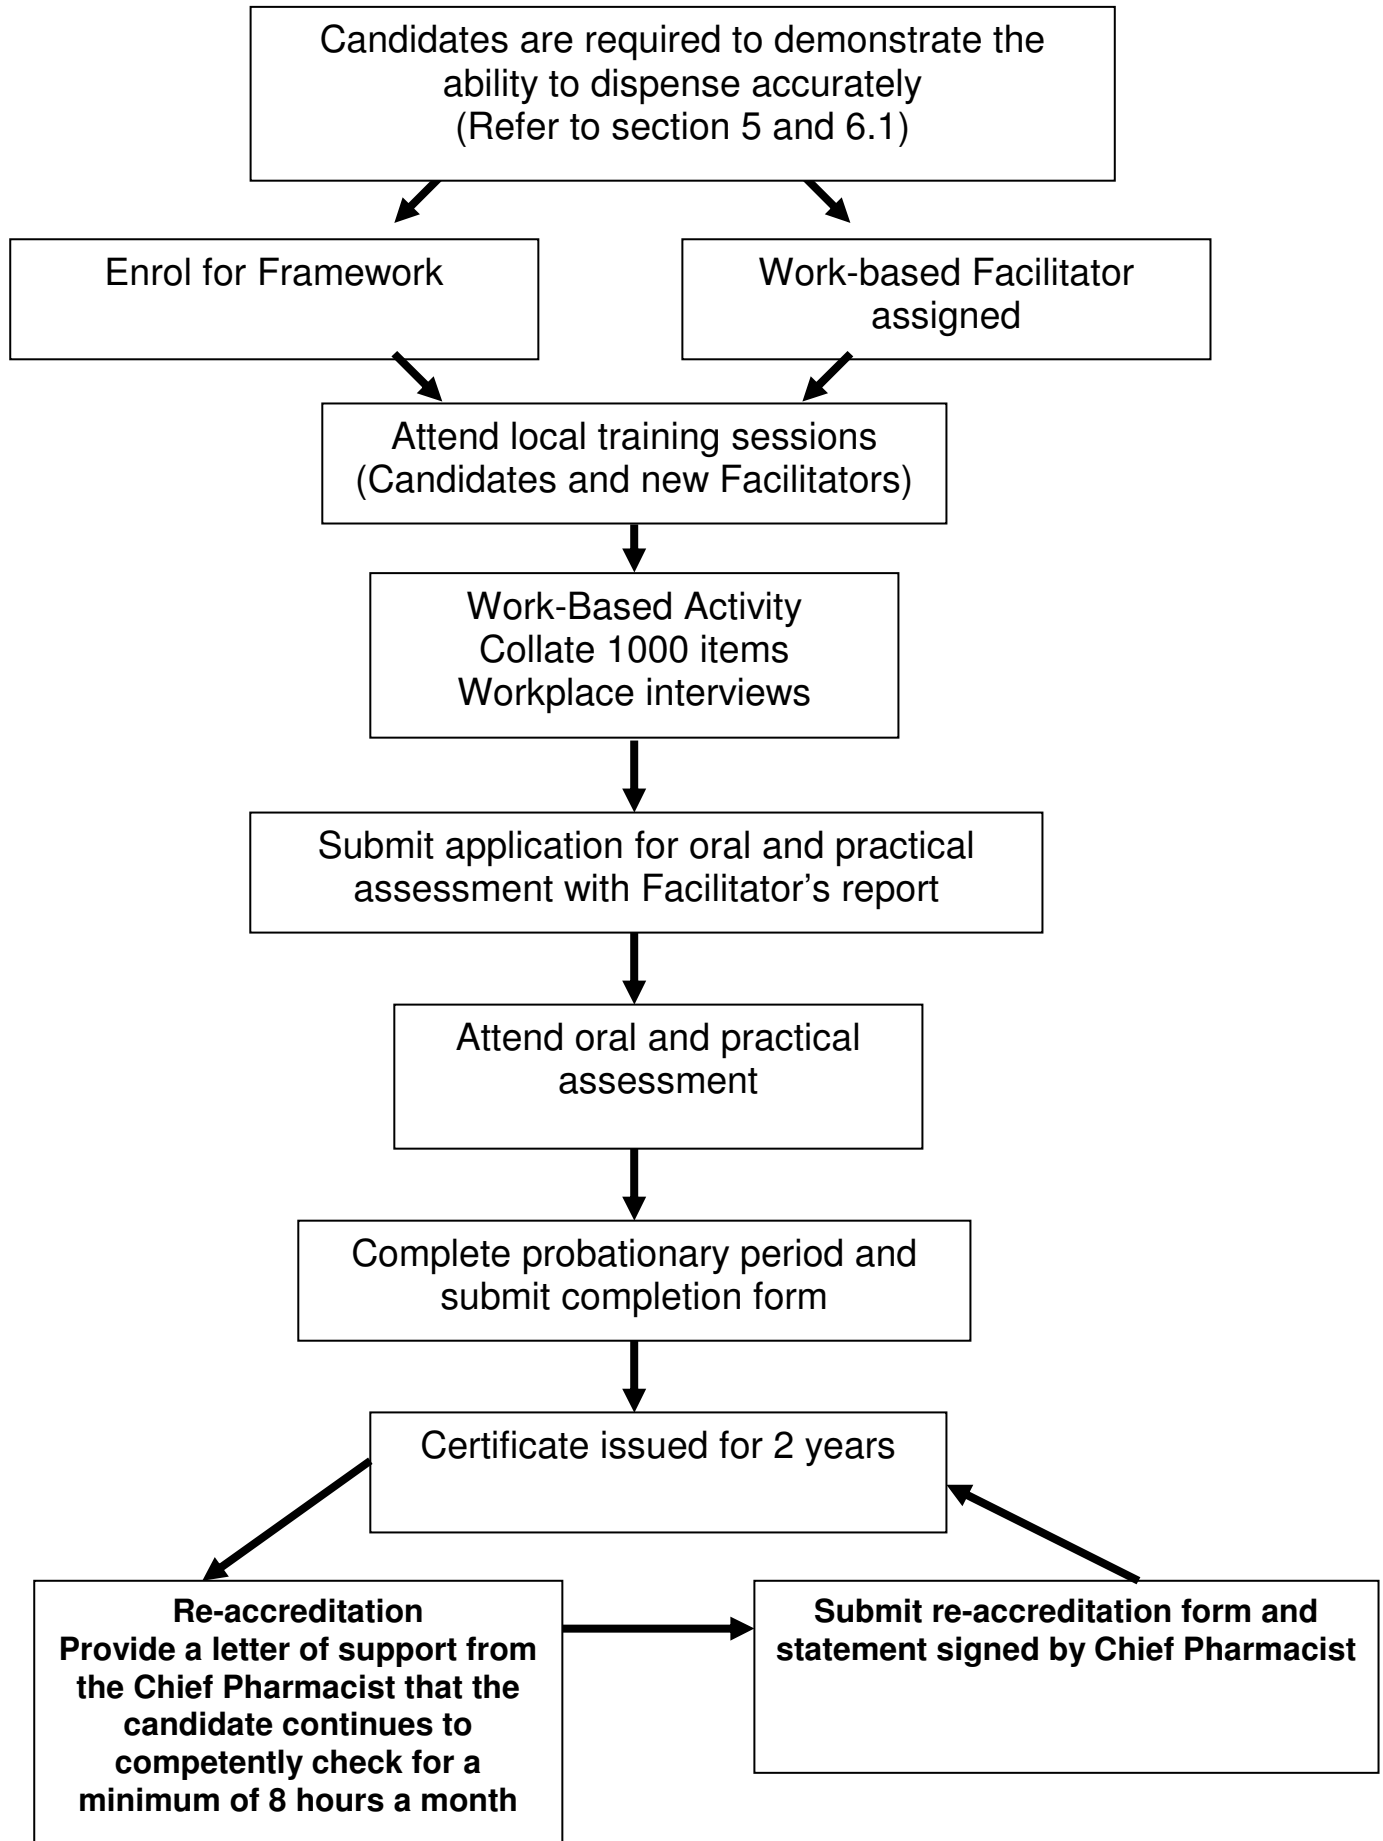 Candidates are required to demonstrate the
ability to dispense accurately
(Refer to section 5 and 6.1)
Enrol for Framework
Work-based Facilitator
assigned
Attend local training sessions
(Candidates and new Facilitators)
Work-Based Activity
Collate 1000 items
Workplace interviews
Submit application for oral and practical
assessment with Facilitator’s report
Attend oral and practical
assessment
Complete probationary period and
submit completion form
Certificate issued for 2 years
Re-accreditation
Provide a letter of support from
the Chief Pharmacist that the
candidate continues to
competently check for a
minimum of 8 hours a month
Submit re-accreditation form and
statement signed by Chief Pharmacist